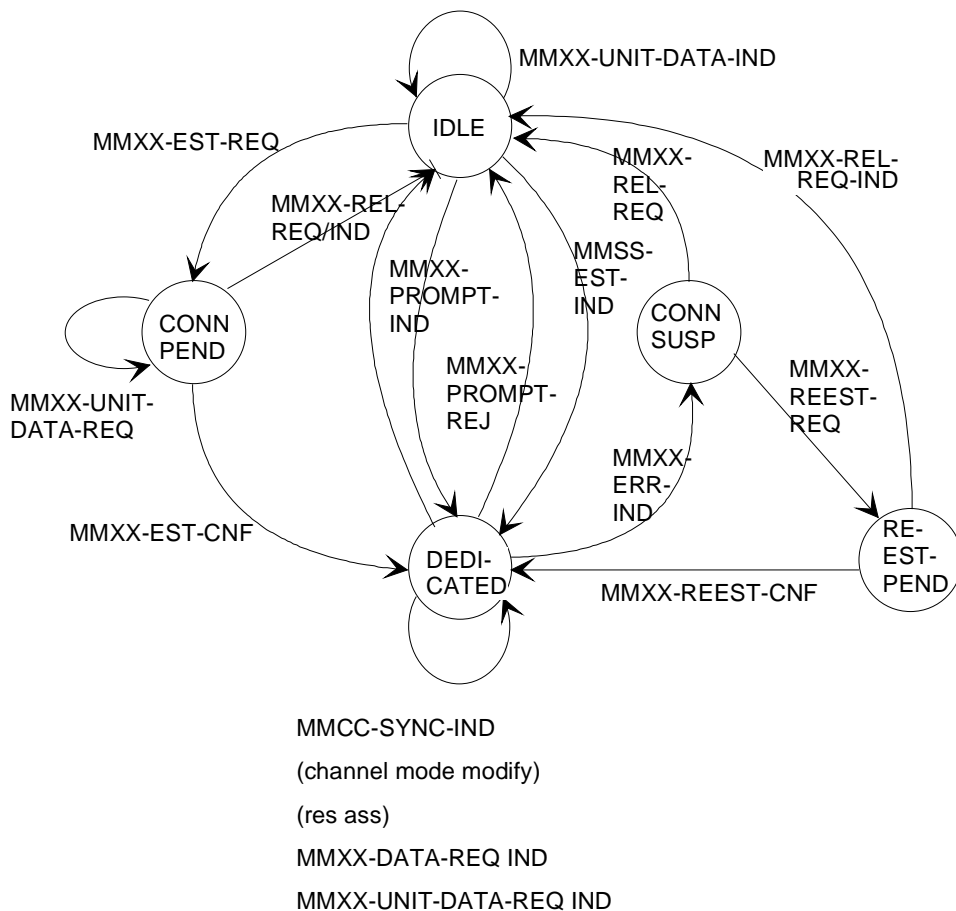 MMXX-UNIT-DATA-IND
IDLE
MMXX-EST-REQ
MMXX-
REL-
REQ
MMXX-REL-
REQ-IND
MMXX-REL-
REQ/IND
MMXX-
PROMPT-
IND
MMSS-
EST-
IND
CONN
PEND
CONN
SUSP
MMXX-
PROMPT-
REJ
MMXX-
REEST-
REQ
MMXX-UNIT-
DATA-REQ
MMXX-
ERR-
IND
MMXX-EST-CNF
DEDI-
CATED
RE-
EST-
PEND
MMXX-REEST-CNF
MMCC-SYNC-IND
(channel mode modify)
(res ass)
MMXX-DATA-REQ IND
MMXX-UNIT-DATA-REQ IND